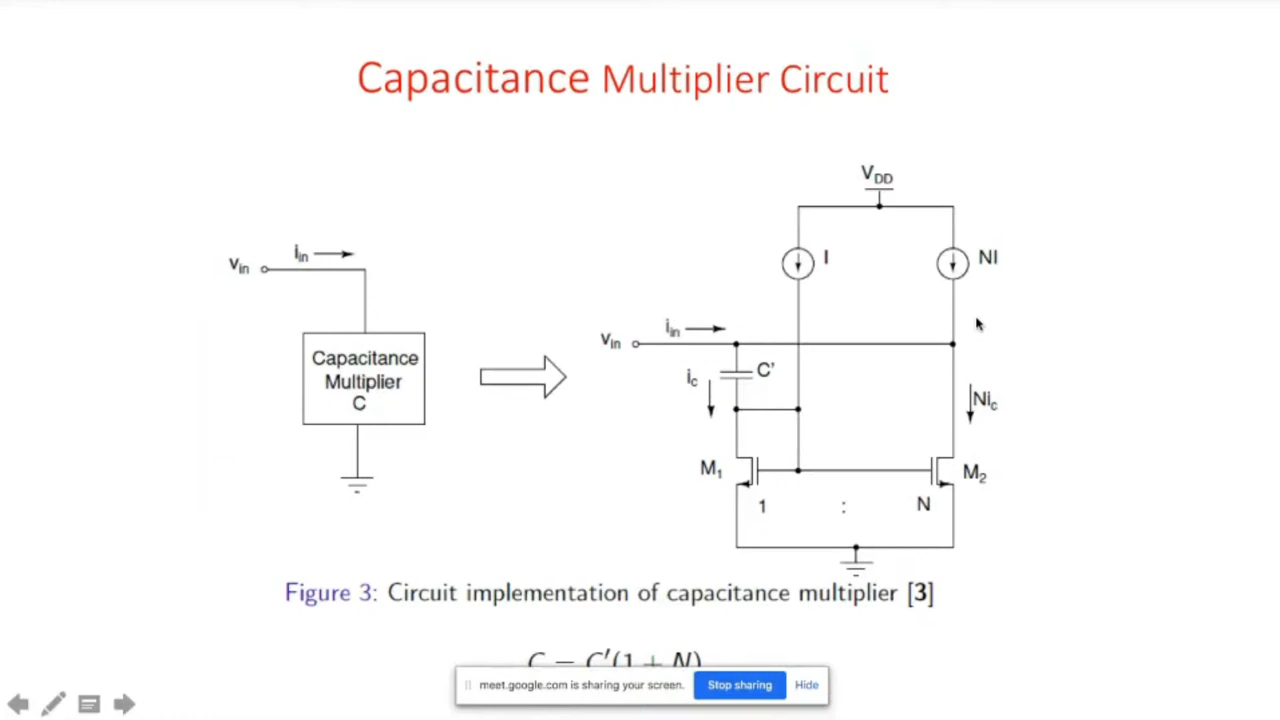 Capacitance Multiplier Circuit
V_DD
I
NI
i_in
v_in
i_in
v_in
Capacitance
Multiplier
C
i_c
C'
Ni_c
M_1
M_2
1 : N
Figure 3: Circuit implementation of capacitance multiplier [3]
C = C'(1 + N)
meet.google.com is sharing your screen. Stop sharing Hide